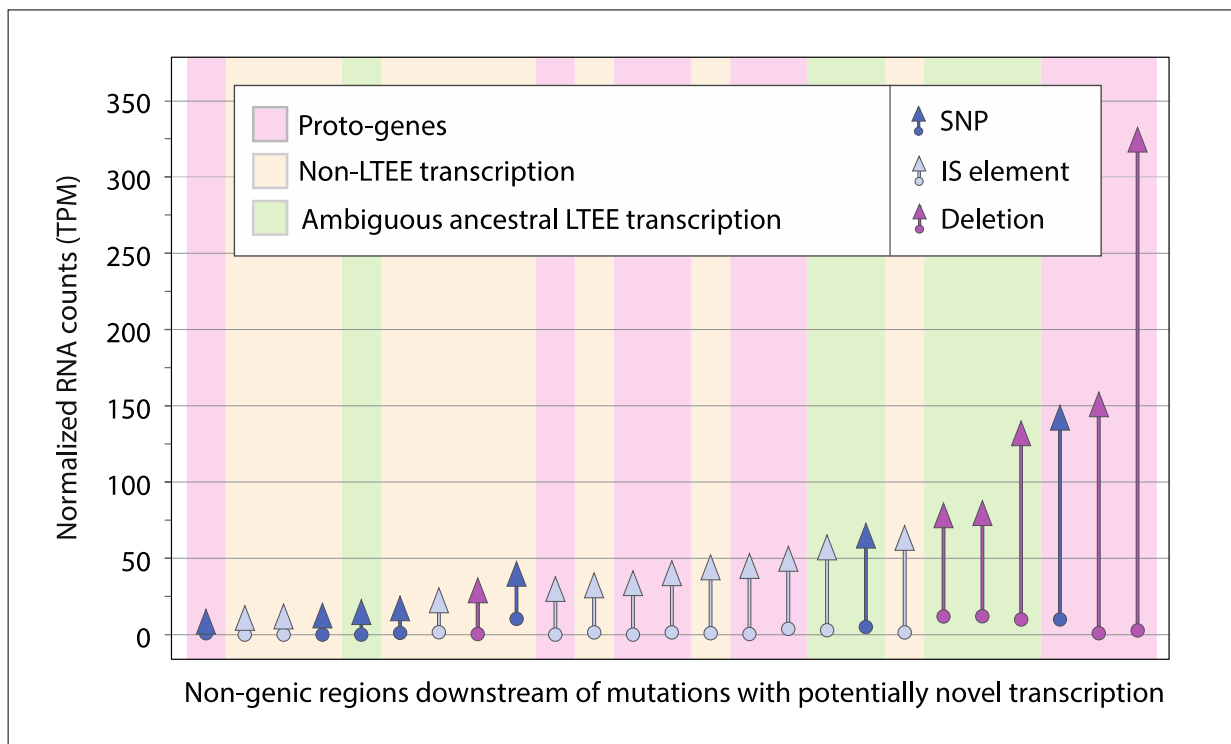 350
300
250
200
150
100
50
0
Normalized RNA counts (TPM)
Proto-genes
Non-LTEE transcription
Ambiguous ancestral LTEE transcription
SNP
IS element
Deletion
Non-genic regions downstream of mutations with potentially novel transcription